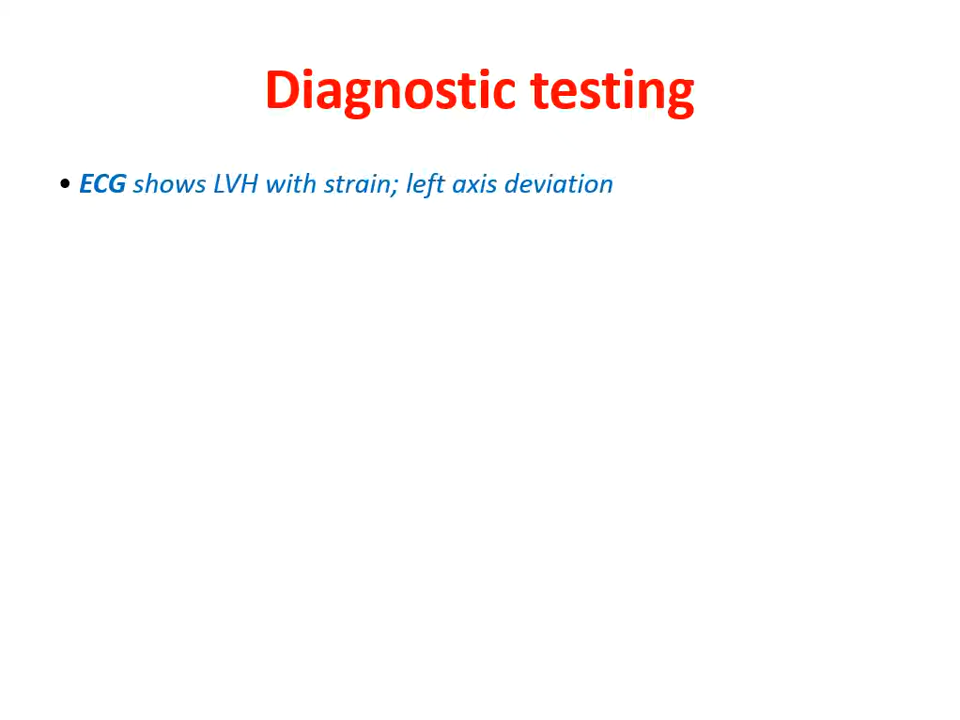 Diagnostic testing
• ECG shows LVH with strain; left axis deviation